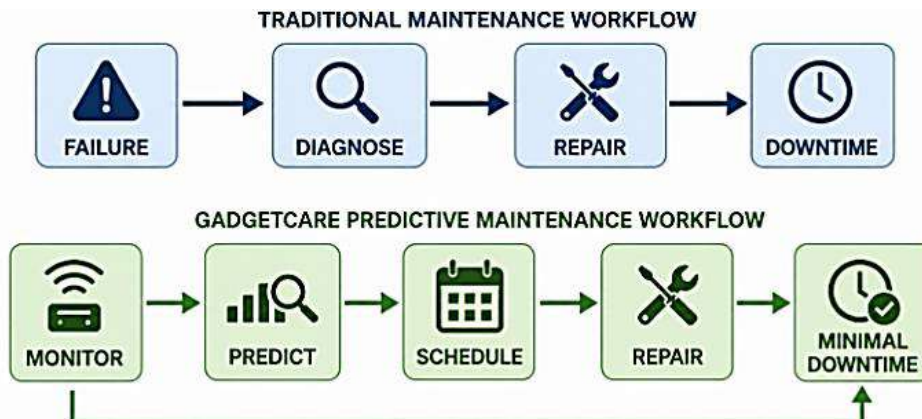 TRADITIONAL MAINTENANCE WORKFLOW
FAILURE
DIAGNOSE
REPAIR
DOWNTIME
GADGETCARE PREDICTIVE MAINTENANCE WORKFLOW
MONITOR
PREDICT
SCHEDULE
REPAIR
MINIMAL
DOWNTIME